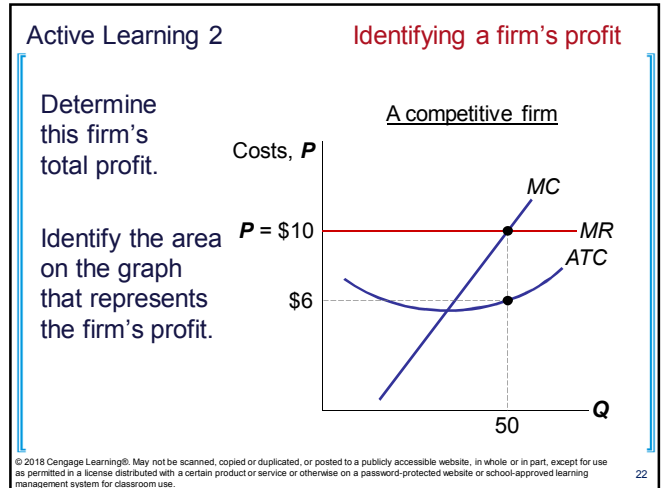 Active Learning 2
Identifying a firm's profit
Determine
this firm's
total profit.
Identify the area
on the graph
that represents
the firm's profit.
A competitive firm
Costs, P
MC
P = $10
MR
ATC
$6
Q
50
© 2018 Cengage Learning®. May not be scanned, copied or duplicated, or posted to a publicly accessible website, in whole or in part, except for use
as permitted in a license distributed with a certain product or service or otherwise on a password-protected website or school-approved learning
management system for classroom use.
22